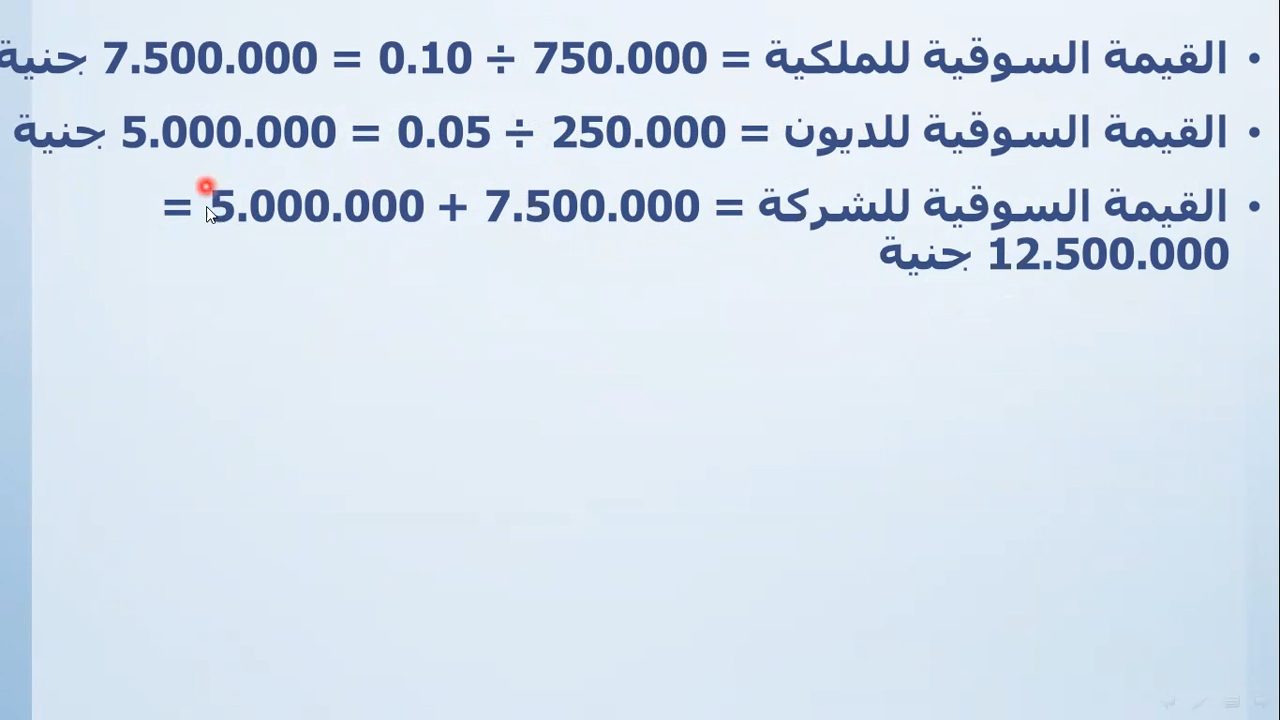 • القيمة السوقية للملكية = 750.000 ÷ 0.10 = 7.500.000 جنية
• القيمة السوقية للديون = 250.000 ÷ 0.05 = 5.000.000 جنية
• القيمة السوقية للشركة = 7.500.000 + 5.000.000 =
12.500.000 جنية